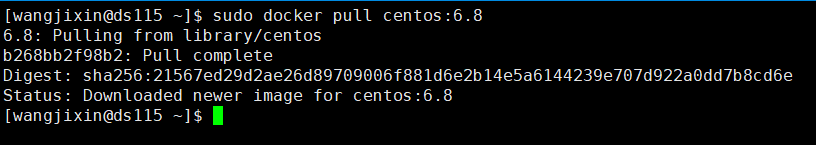 [wangjixin@ds115 ~]$ sudo docker pull centos:6.8
6.8: Pulling from library/centos
b268bb2f98b2: Pull complete
Digest: sha256:21567ed29d2ae26d89709006f881d6e2b14e5a6144239e707d922a0dd7b8cd6e
Status: Downloaded newer image for centos:6.8
[wangjixin@ds115 ~]$